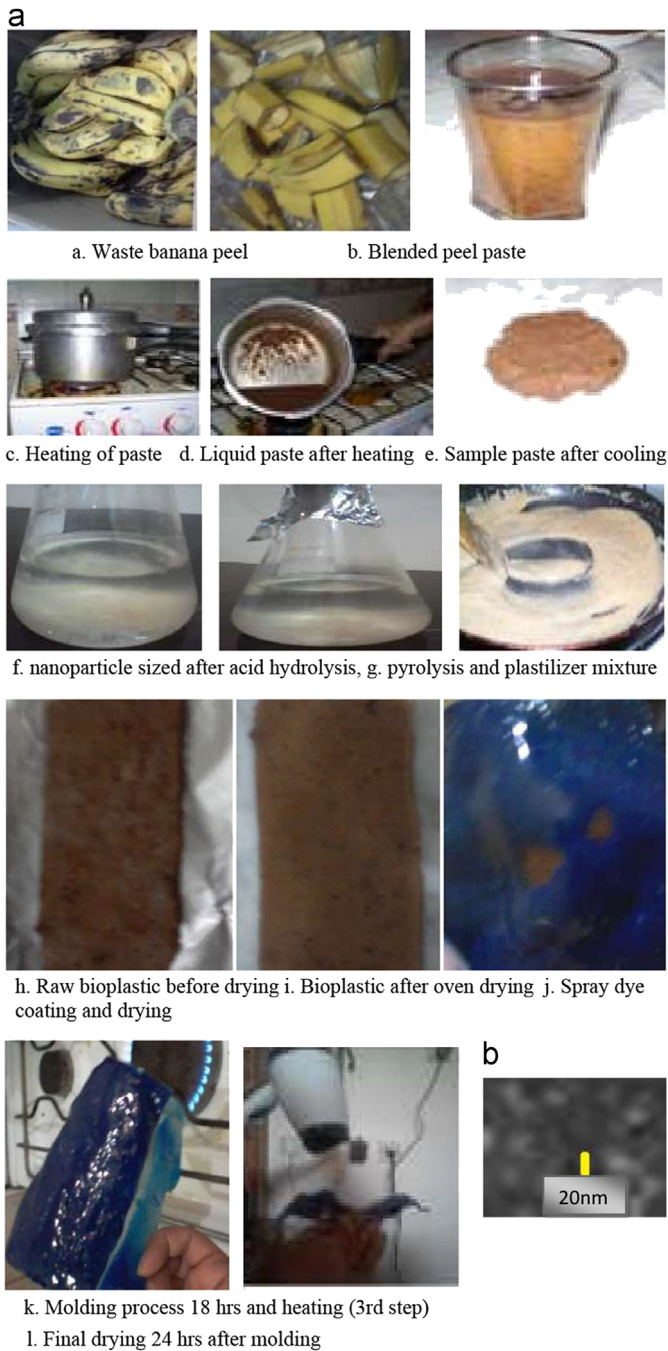 a
a. Waste banana peel b. Blended peel paste
c. Heating of paste d. Liquid paste after heating e. Sample paste after cooling
f. nanoparticle sized after acid hydrolysis, g. pyrolysis and plastilizer mixture
h. Raw bioplastic before drying i. Bioplastic after oven drying j. Spray dye
coating and drying
b
20nm
k. Molding process 18 hrs and heating (3rd step)
l. Final drying 24 hrs after molding